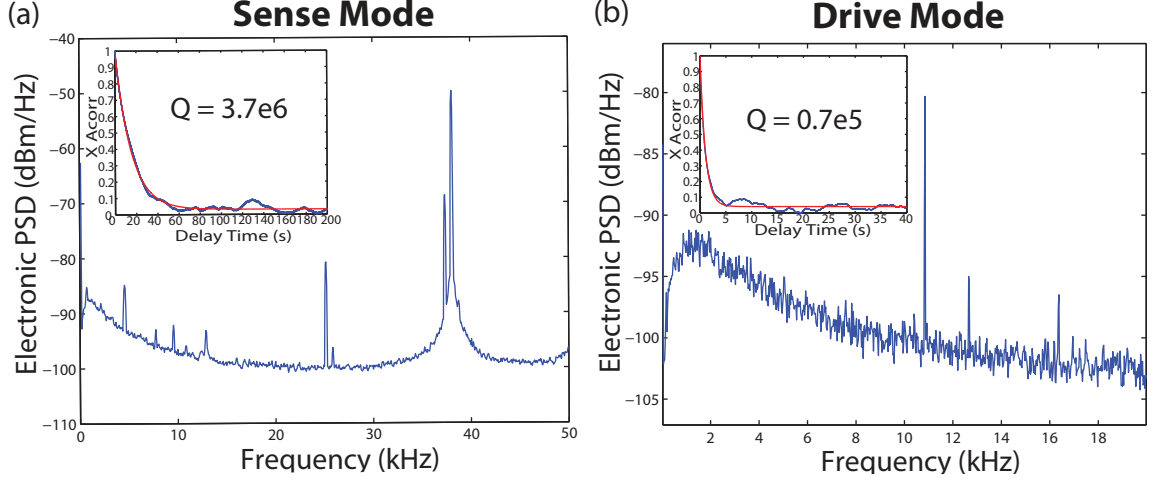 (a) Sense Mode
Electronic PSD (dBm/Hz)
−40
−50
−60
−70
−80
−90
−100
−110
0 10 20 30 40 50
Frequency (kHz)
X Acorr
1
0.9
0.8
0.7
0.6
0.5
0.4
0.3
0.2
0.1
0
0 20 40 60 80 100 120 140 160 180 200
Delay Time (s)
Q = 3.7e6
(b) Drive Mode
Electronic PSD (dBm/Hz)
−80
−85
−90
−95
−100
−105
2 4 6 8 10 12 14 16 18
Frequency (kHz)
X Acorr
1
0.9
0.8
0.7
0.6
0.5
0.4
0.3
0.2
0.1
0
0 5 10 15 20 25 30 35 40
Delay Time (s)
Q = 0.7e5